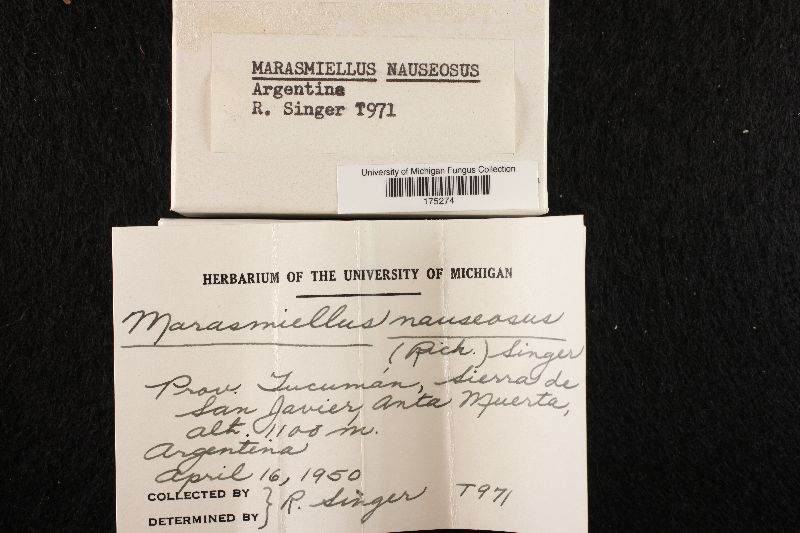 MARASMIELLUS NAUSEOSUS
Argentina
R. Singer T971
University of Michigan Fungus Collection
175274
HERBARIUM OF THE UNIVERSITY OF MICHIGAN
Marasmiellus nauseosus
(Rich.) Singer
Prov. Tucumán, Sierra de
San Javier, Anta Muerta,
alt. 1100 m.
Argentina
April 16, 1950
COLLECTED BY
DETERMINED BY } R. Singer T971